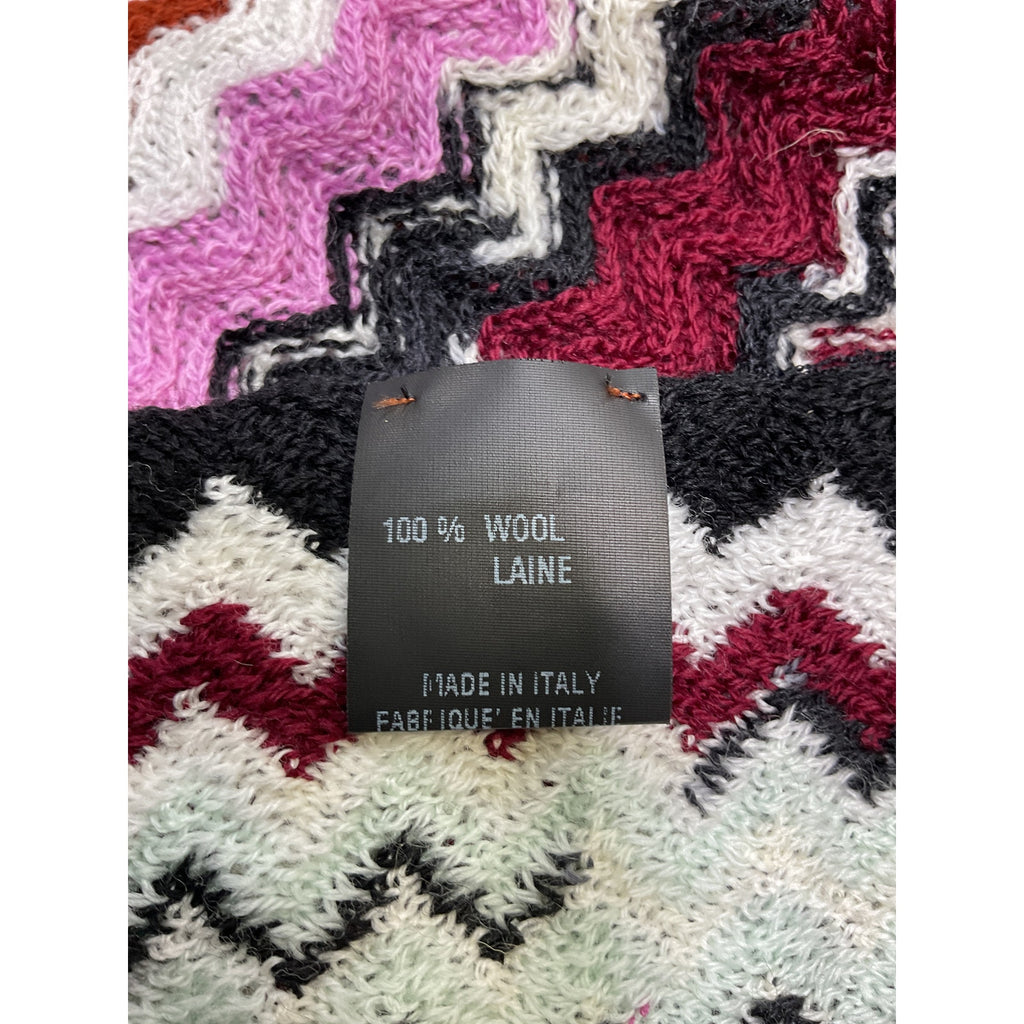 100 % WOOL
LAINE
MADE IN ITALY
FABRIQUE' EN ITALIE